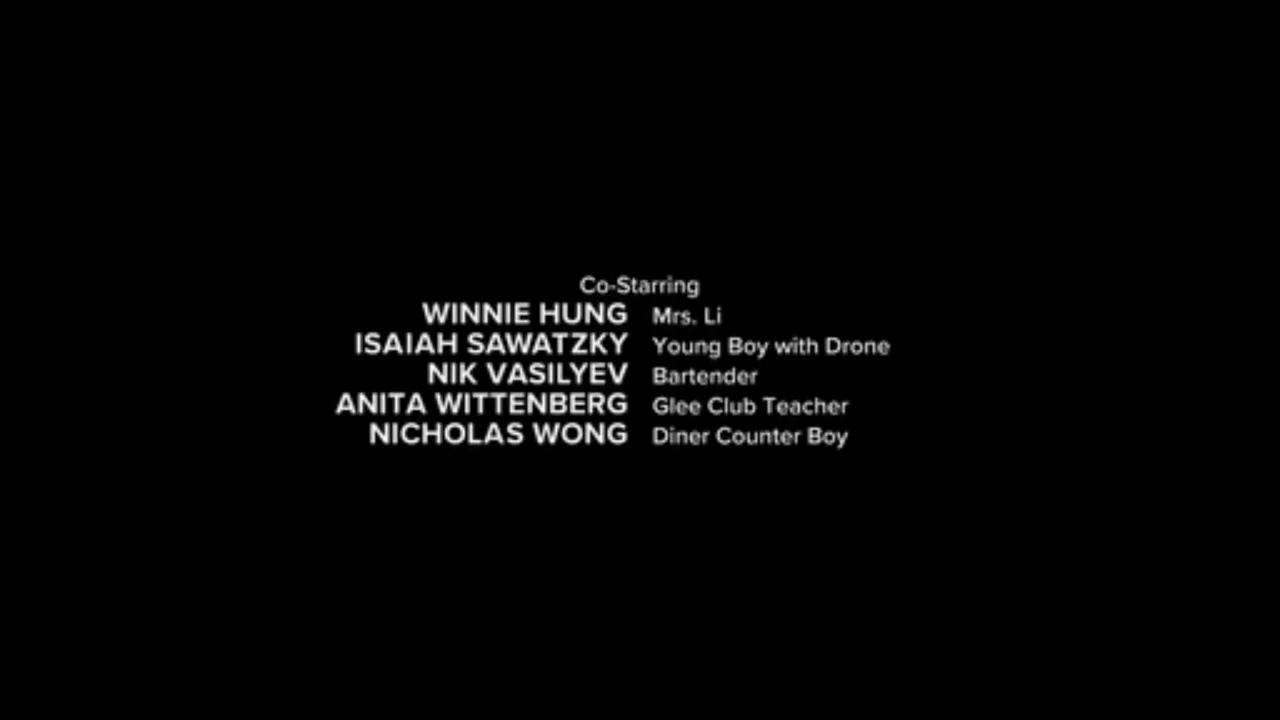 Co-Starring
WINNIE HUNG Mrs. Li
ISAIAH SAWATZKY Young Boy with Drone
NIK VASILYEV Bartender
ANITA WITTENBERG Glee Club Teacher
NICHOLAS WONG Diner Counter Boy